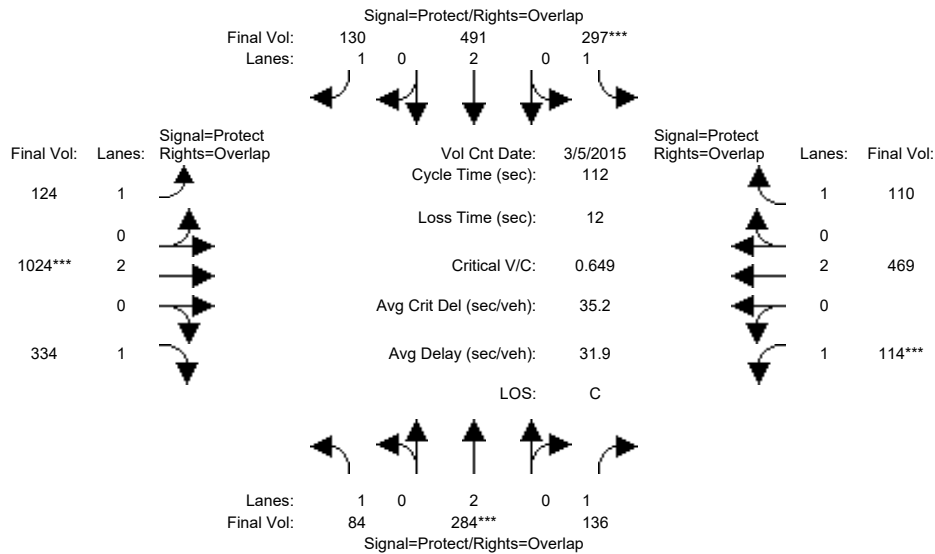 Signal=Protect/Rights=Overlap
Final Vol: 130 491 297***
Lanes: 1 0 2 0 1
Signal=Protect
Final Vol: Lanes: Rights=Overlap
Vol Cnt Date: 3/5/2015
Signal=Protect
Rights=Overlap Lanes: Final Vol:
Cycle Time (sec): 112
124 1
1 110
Loss Time (sec): 12
0
0
1024*** 2
Critical V/C: 0.649
2 469
0
Avg Crit Del (sec/veh): 35.2
0
334 1
Avg Delay (sec/veh): 31.9
1 114***
LOS: C
Lanes: 1 0 2 0 1
Final Vol: 84 284*** 136
Signal=Protect/Rights=Overlap